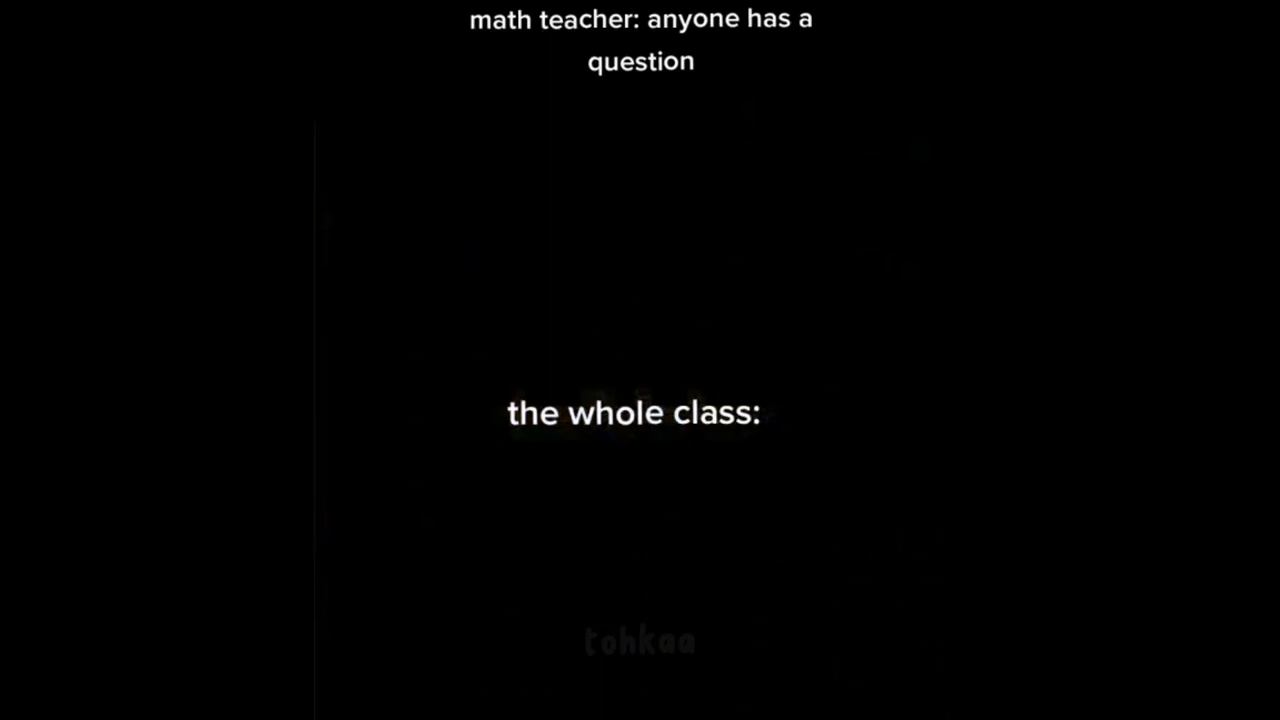 math teacher: anyone has a
question
the whole class:
tohkaa